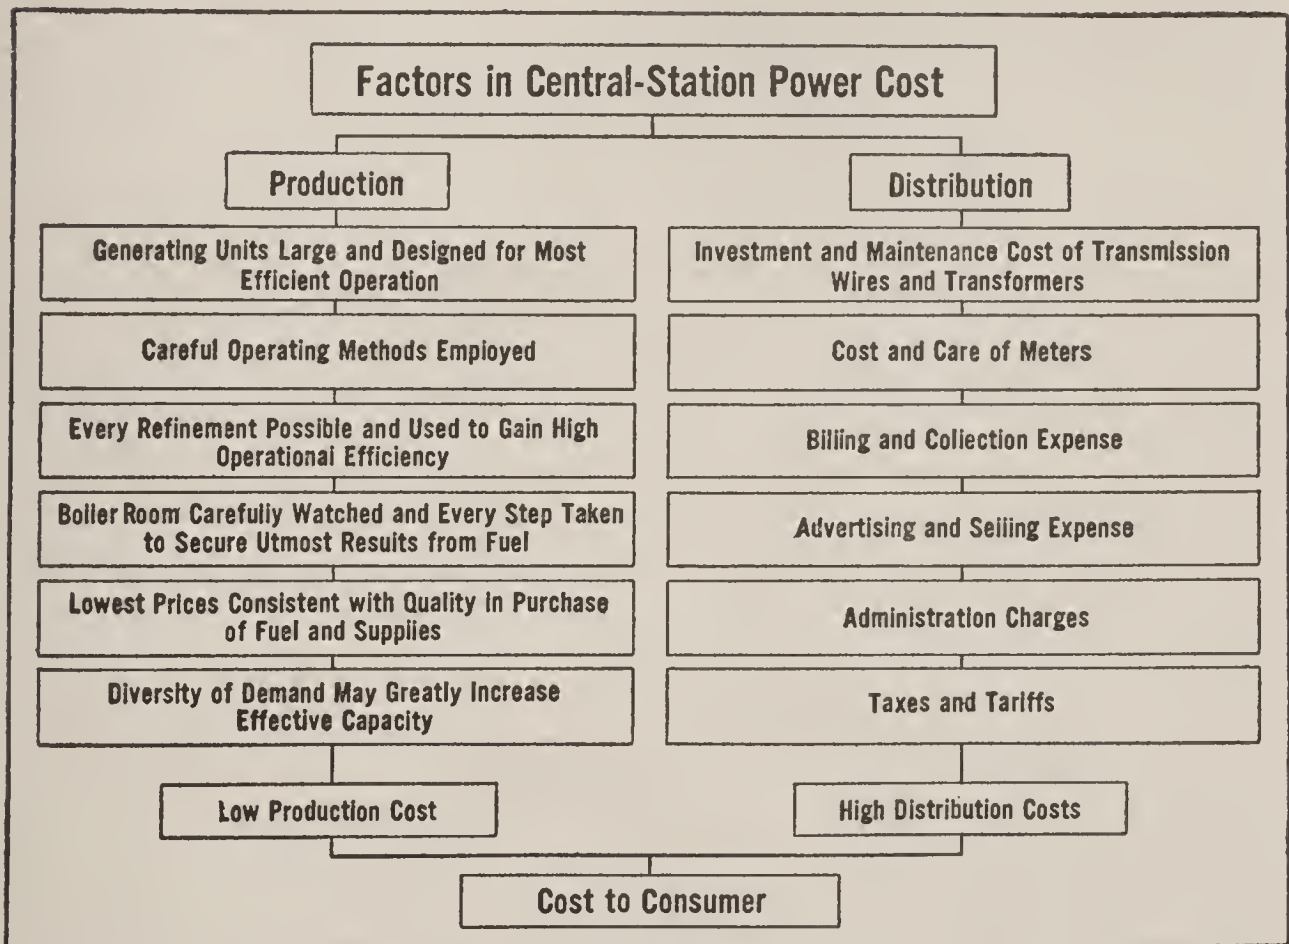 Factors in Central-Station Power Cost
Production
Generating Units Large and Designed for Most
Efficient Operation
Careful Operating Methods Employed
Every Refinement Possible and Used to Gain High
Operational Efficiency
Boiler Room Carefully Watched and Every Step Taken
to Secure Utmost Results from Fuel
Lowest Prices Consistent with Quality in Purchase
of Fuel and Supplies
Diversity of Demand May Greatly Increase
Effective Capacity
Low Production Cost
Distribution
Investment and Maintenance Cost of Transmission
Wires and Transformers
Cost and Care of Meters
Billing and Collection Expense
Advertising and Selling Expense
Administration Charges
Taxes and Tariffs
High Distribution Costs
Cost to Consumer